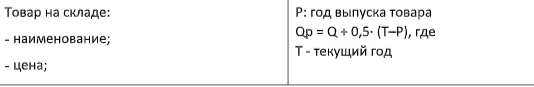 Товар на складе:
- наименование;
- цена;
P: год выпуска товара
Qp = Q + 0,5· (T–P), где
T - текущий год